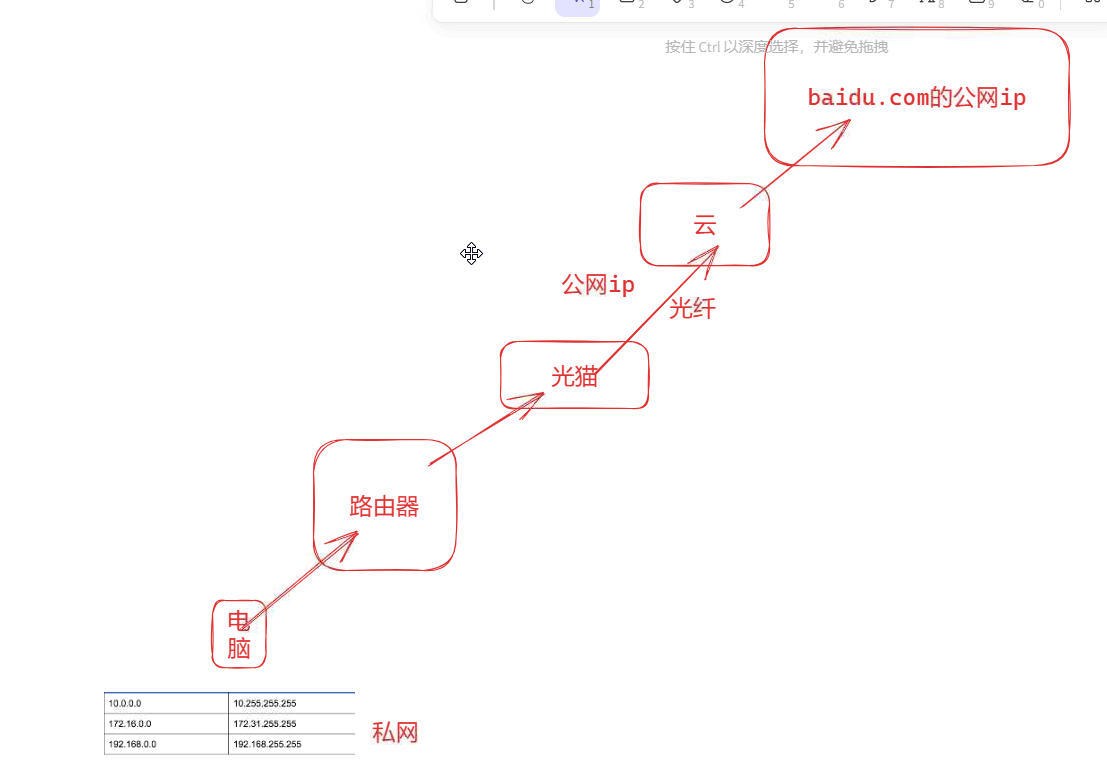 1 2 3 4 5 6 7 8 9 0
按住 Ctrl 以深度选择，并避免拖拽
baidu.com的公网ip
云
公网ip
光纤
光猫
路由器
电
脑
10.0.0.0 10.255.255.255
172.16.0.0 172.31.255.255
192.168.0.0 192.168.255.255
私网